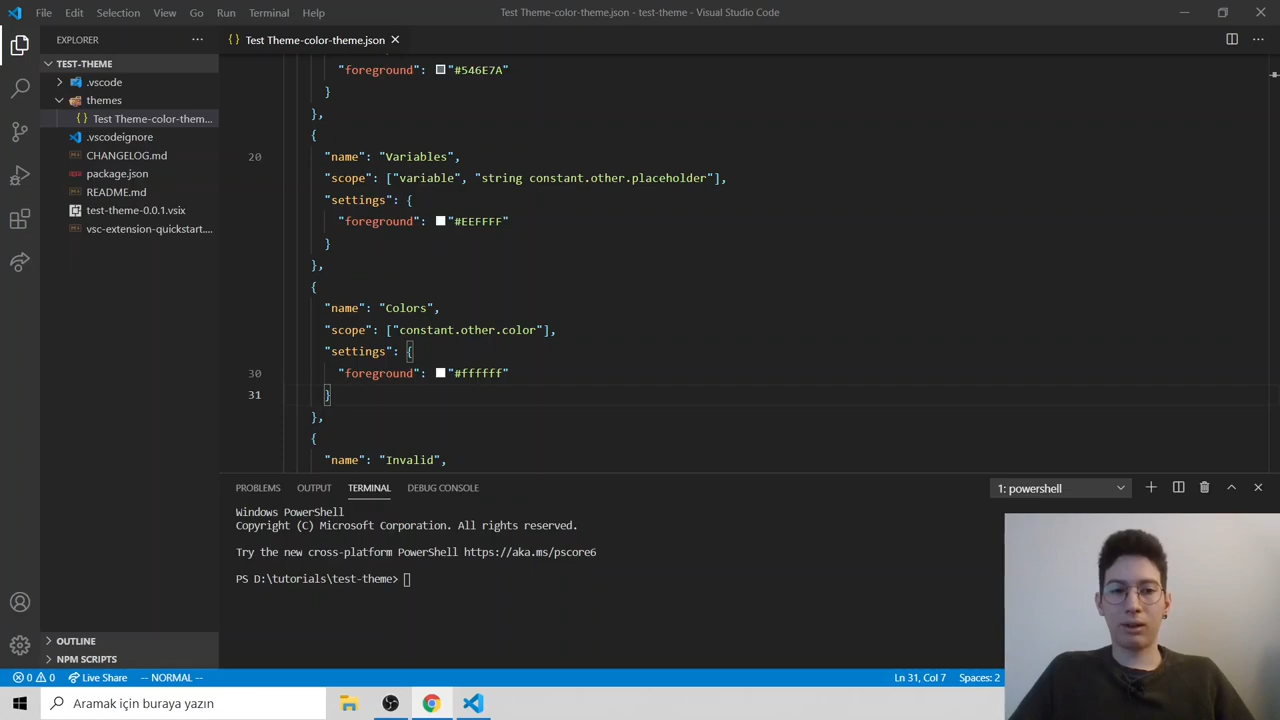 File Edit Selection View Go Run Terminal Help
Test Theme-color-theme.json - test-theme - Visual Studio Code
EXPLORER
TEST-THEME
.vscode
themes
Test Theme-color-them...
.vscodeignore
CHANGELOG.md
package.json
README.md
test-theme-0.0.1.vsix
vsc-extension-quickstart....
OUTLINE
NPM SCRIPTS
{} Test Theme-color-theme.json
"foreground": "#546E7A"
}
},
{
20 "name": "Variables",
"scope": ["variable", "string constant.other.placeholder"],
"settings": {
"foreground": "#EEFFFF"
}
},
{
"name": "Colors",
"scope": ["constant.other.color"],
"settings": {
30 "foreground": "#ffffff"
31 }
},
{
"name": "Invalid",
PROBLEMS OUTPUT TERMINAL DEBUG CONSOLE
1: powershell
Windows PowerShell
Copyright (C) Microsoft Corporation. All rights reserved.
Try the new cross-platform PowerShell https://aka.ms/pscore6
PS D:\tutorials\test-theme>
0 0 Live Share -- NORMAL --
Ln 31, Col 7 Spaces: 2
Aramak için buraya yazın